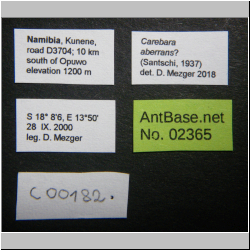 Namibia, Kunene,
road D3704; 10 km
south of Opuwo
elevation 1200 m
Carebara
aberrans?
(Santschi, 1937)
det. D. Mezger 2018
S 18° 8'6, E 13°50'
28 IX. 2000
leg. D. Mezger
AntBase.net
No. 02365
C00182.